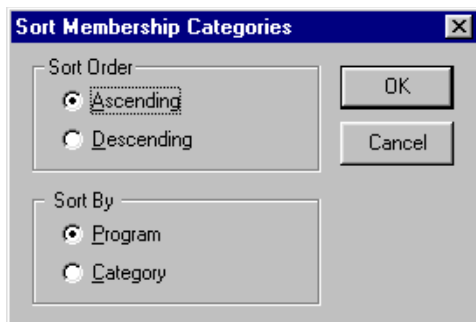 Sort Membership Categories
Sort Order
Ascending
Descending
OK
Cancel
Sort By
Program
Category